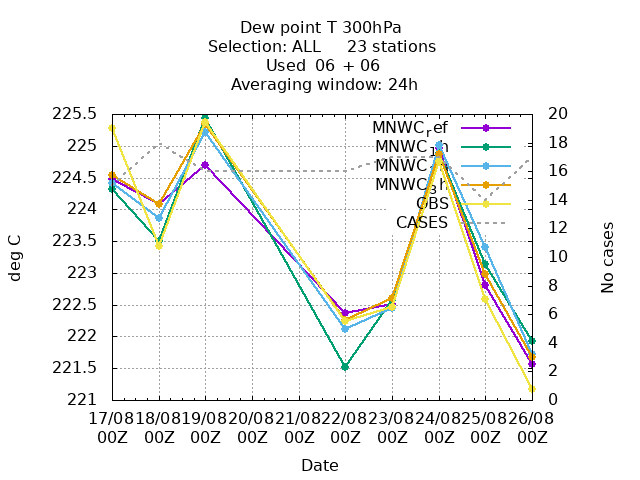 Dew point T 300hPa
Selection: ALL     23 stations
Used  06 + 06
Averaging window: 24h
225.5
225
224.5
224
223.5
223
222.5
222
221.5
221
20
18
16
14
12
10
8
6
4
2
0
deg C
No cases
MNWC_ref
OBS
CASES
17/08 18/08 19/08 20/08 21/08 22/08 23/08 24/08 25/08 26/08
00Z 00Z 00Z 00Z 00Z 00Z 00Z 00Z 00Z 00Z
Date